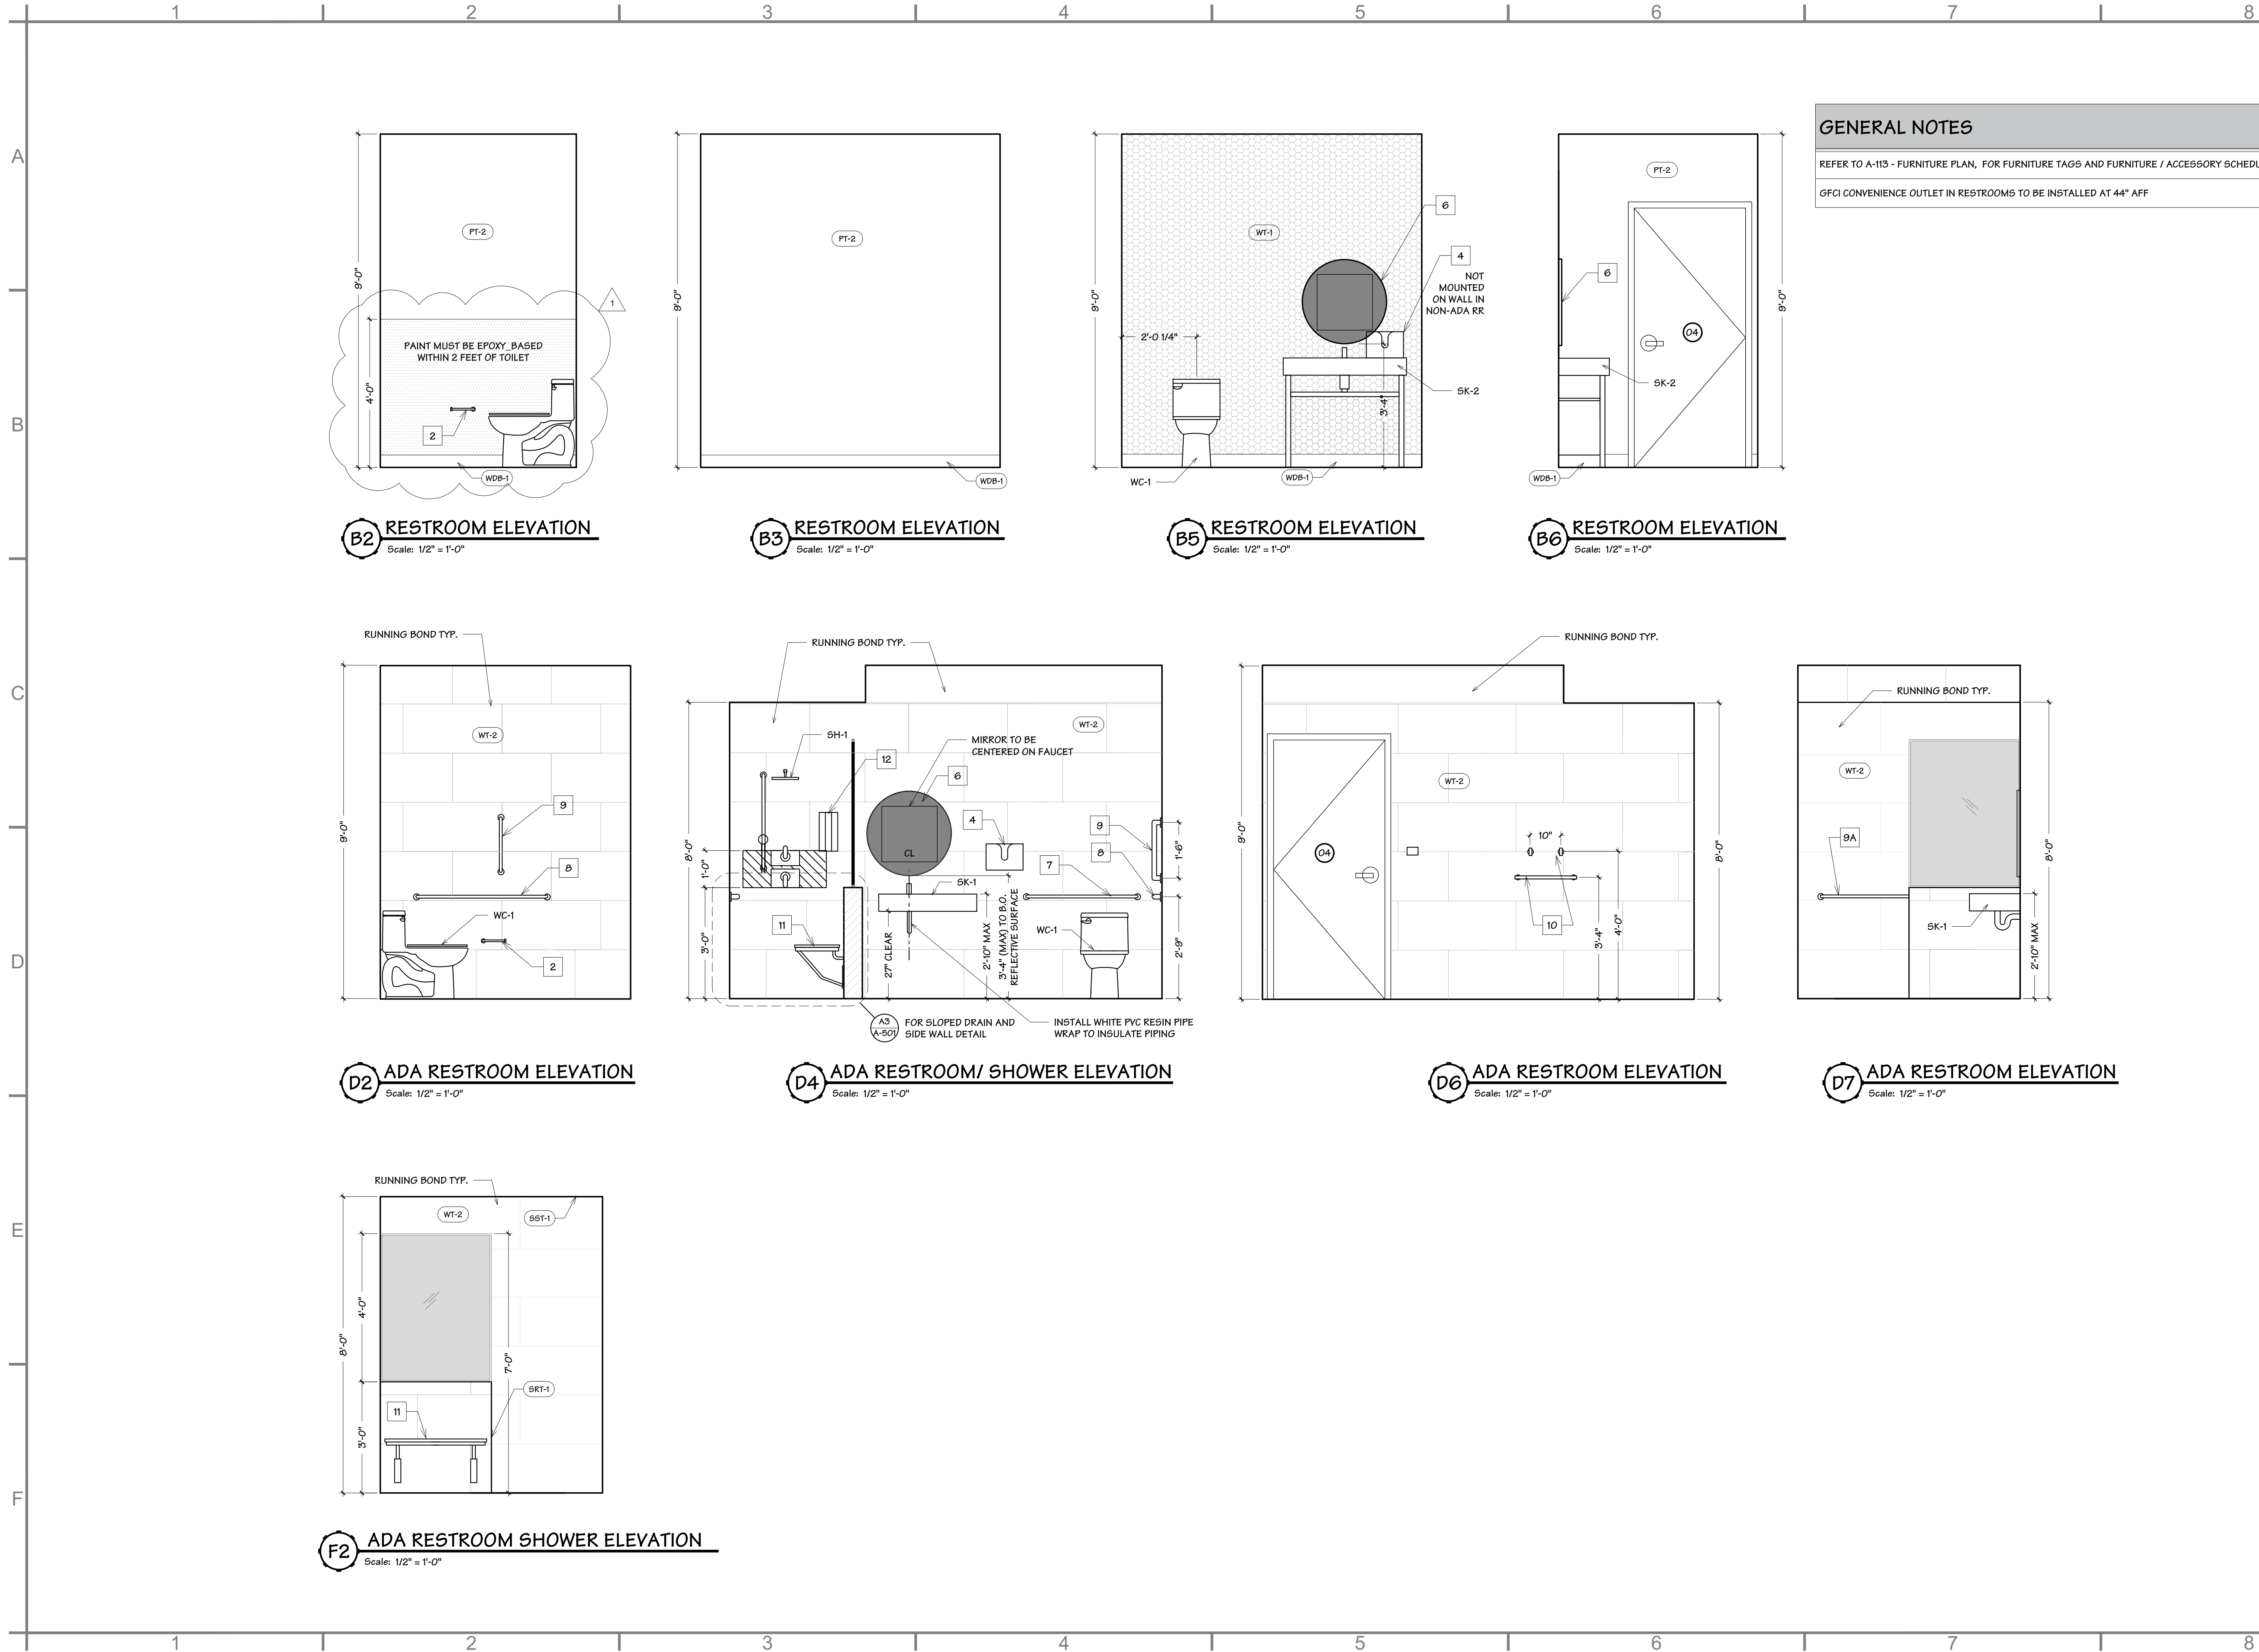 1 2 3 4 5 6 7 8
A
B
C
D
E
F
GENERAL NOTES
REFER TO A-113 - FURNITURE PLAN, FOR FURNITURE TAGS AND FURNITURE / ACCESSORY
GFCI CONVENIENCE OUTLET IN RESTROOMS TO BE INSTALLED AT 44" AFF
PT-2
9'-0"
4'-0"
1
PAINT MUST BE EPOXY_BASED
WITHIN 2 FEET OF TOILET
2
WDB-1
B2 RESTROOM ELEVATION
Scale: 1/2" = 1'-0"
9'-0"
PT-2
WDB-1
B3 RESTROOM ELEVATION
Scale: 1/2" = 1'-0"
9'-0"
WT-1
6
4
NOT
MOUNTED
ON WALL IN
NON-ADA RR
2'-0 1/4"
3'-4"
SK-2
WC-1
WDB-1
B5 RESTROOM ELEVATION
Scale: 1/2" = 1'-0"
PT-2
6
04
9'-0"
SK-2
WDB-1
B6 RESTROOM ELEVATION
Scale: 1/2" = 1'-0"
RUNNING BOND TYP.
WT-2
9'-0"
9
8
WC-1
2
D2 ADA RESTROOM ELEVATION
Scale: 1/2" = 1'-0"
RUNNING BOND TYP.
WT-2
SH-1
MIRROR TO BE
CENTERED ON FAUCET
12
6
4
9
8
7
8'-0"
1'-0"
3'-0"
CL
SK-1
11
27" CLEAR
2'-10" MAX
3'-4" (MAX) TO B.O.
REFLECTIVE SURFACE
WC-1
1'-6"
2'-9"
A3
A-501
FOR SLOPED DRAIN AND
SIDE WALL DETAIL
INSTALL WHITE PVC RESIN PIPE
WRAP TO INSULATE PIPING
D4 ADA RESTROOM/ SHOWER ELEVATION
Scale: 1/2" = 1'-0"
RUNNING BOND TYP.
WT-2
9'-0"
04
10"
10
3'-4"
4'-0"
8'-0"
D6 ADA RESTROOM ELEVATION
Scale: 1/2" = 1'-0"
RUNNING BOND TYP.
WT-2
9A
SK-1
8'-0"
2'-10" MAX
D7 ADA RESTROOM ELEVATION
Scale: 1/2" = 1'-0"
RUNNING BOND TYP.
WT-2
SST-1
8'-0"
4'-0"
3'-0"
7'-0"
SRT-1
11
F2 ADA RESTROOM SHOWER ELEVATION
Scale: 1/2" = 1'-0"
1 2 3 4 5 6 7 8